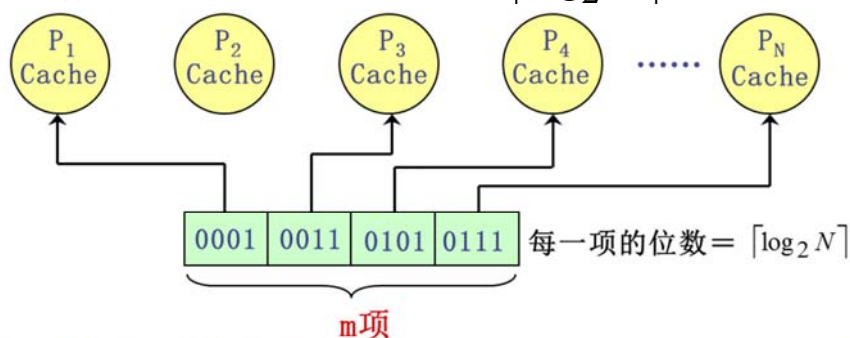 P₁ Cache
P₂ Cache
P₃ Cache
P₄ Cache
……
P_N Cache
0001 0011 0101 0111 每一项的位数＝ ⌈log₂ N⌉
m项